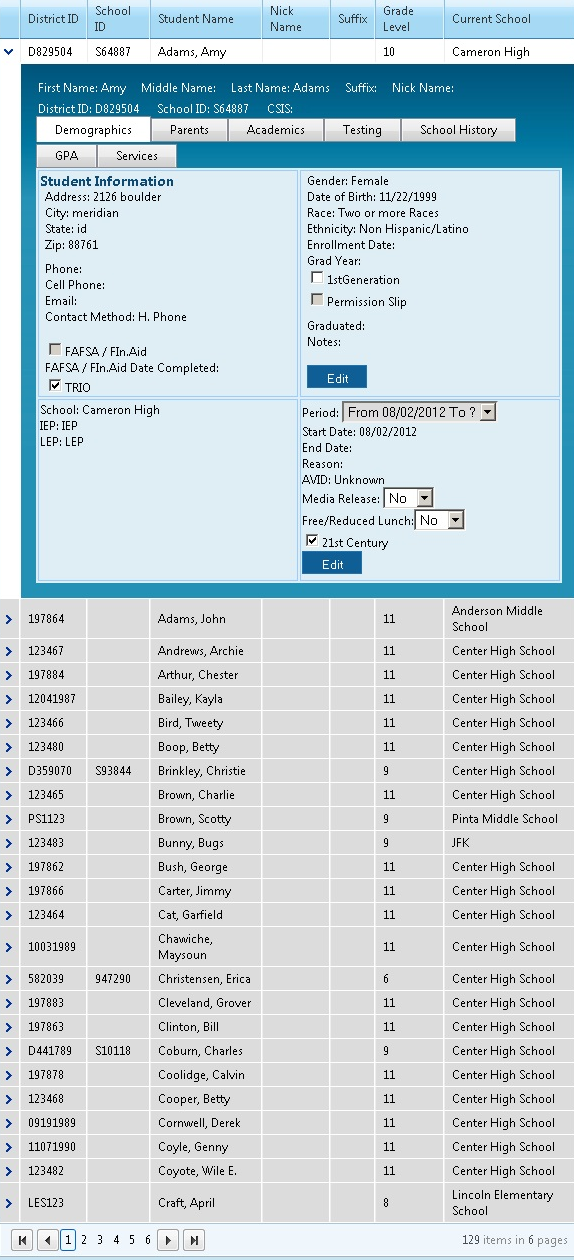 District ID School ID Student Name Nick Name Suffix Grade Level Current School
D829504 S64887 Adams, Amy 10 Cameron High
First Name: Amy Middle Name: Last Name: Adams Suffix: Nick Name:
District ID: D829504 School ID: S64887 CSIS:
Demographics Parents Academics Testing School History
GPA Services
Student Information
Address: 2126 boulder
City: meridian
State: id
Zip: 88761
Phone:
Cell Phone:
Email:
Contact Method: H. Phone
FAFSA / FIn.Aid
FAFSA / FIn.Aid Date Completed:
TRIO
Gender: Female
Date of Birth: 11/22/1999
Race: Two or more Races
Ethnicity: Non Hispanic/Latino
Enrollment Date:
Grad Year:
1stGeneration
Permission Slip
Graduated:
Notes:
Edit
School: Cameron High
IEP: IEP
LEP: LEP
Period: From 08/02/2012 To ?
Start Date: 08/02/2012
End Date:
Reason:
AVID: Unknown
Media Release: No
Free/Reduced Lunch: No
21st Century
Edit
197864 Adams, John 11 Anderson Middle School
123467 Andrews, Archie 11 Center High School
197884 Arthur, Chester 11 Center High School
12041987 Bailey, Kayla 11 Center High School
123466 Bird, Tweety 11 Center High School
123480 Boop, Betty 11 Center High School
D359070 S93844 Brinkley, Christie 9 Center High School
123465 Brown, Charlie 11 Center High School
PS1123 Brown, Scotty 9 Pinta Middle School
123483 Bunny, Bugs 9 JFK
197862 Bush, George 11 Center High School
197866 Carter, Jimmy 11 Center High School
123464 Cat, Garfield 11 Center High School
10031989 Chawiche, Maysoun 11 Center High School
582039 947290 Christensen, Erica 6 Center High School
197883 Cleveland, Grover 11 Center High School
197863 Clinton, Bill 11 Center High School
D441789 S10118 Coburn, Charles 9 Center High School
197878 Coolidge, Calvin 11 Center High School
123468 Cooper, Betty 11 Center High School
09191989 Cornwell, Derek 11 Center High School
11071990 Coyle, Genny 11 Center High School
123482 Coyote, Wile E. 11 Center High School
LES123 Craft, April 8 Lincoln Elementary School
1 2 3 4 5 6 129 items in 6 pages